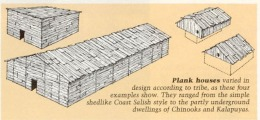 Plank houses varied in
design according to tribe, as these four
examples show. They ranged from the simple
shedlike Coast Salish style to the partly underground
dwellings of Chinooks and Kalapuyas.